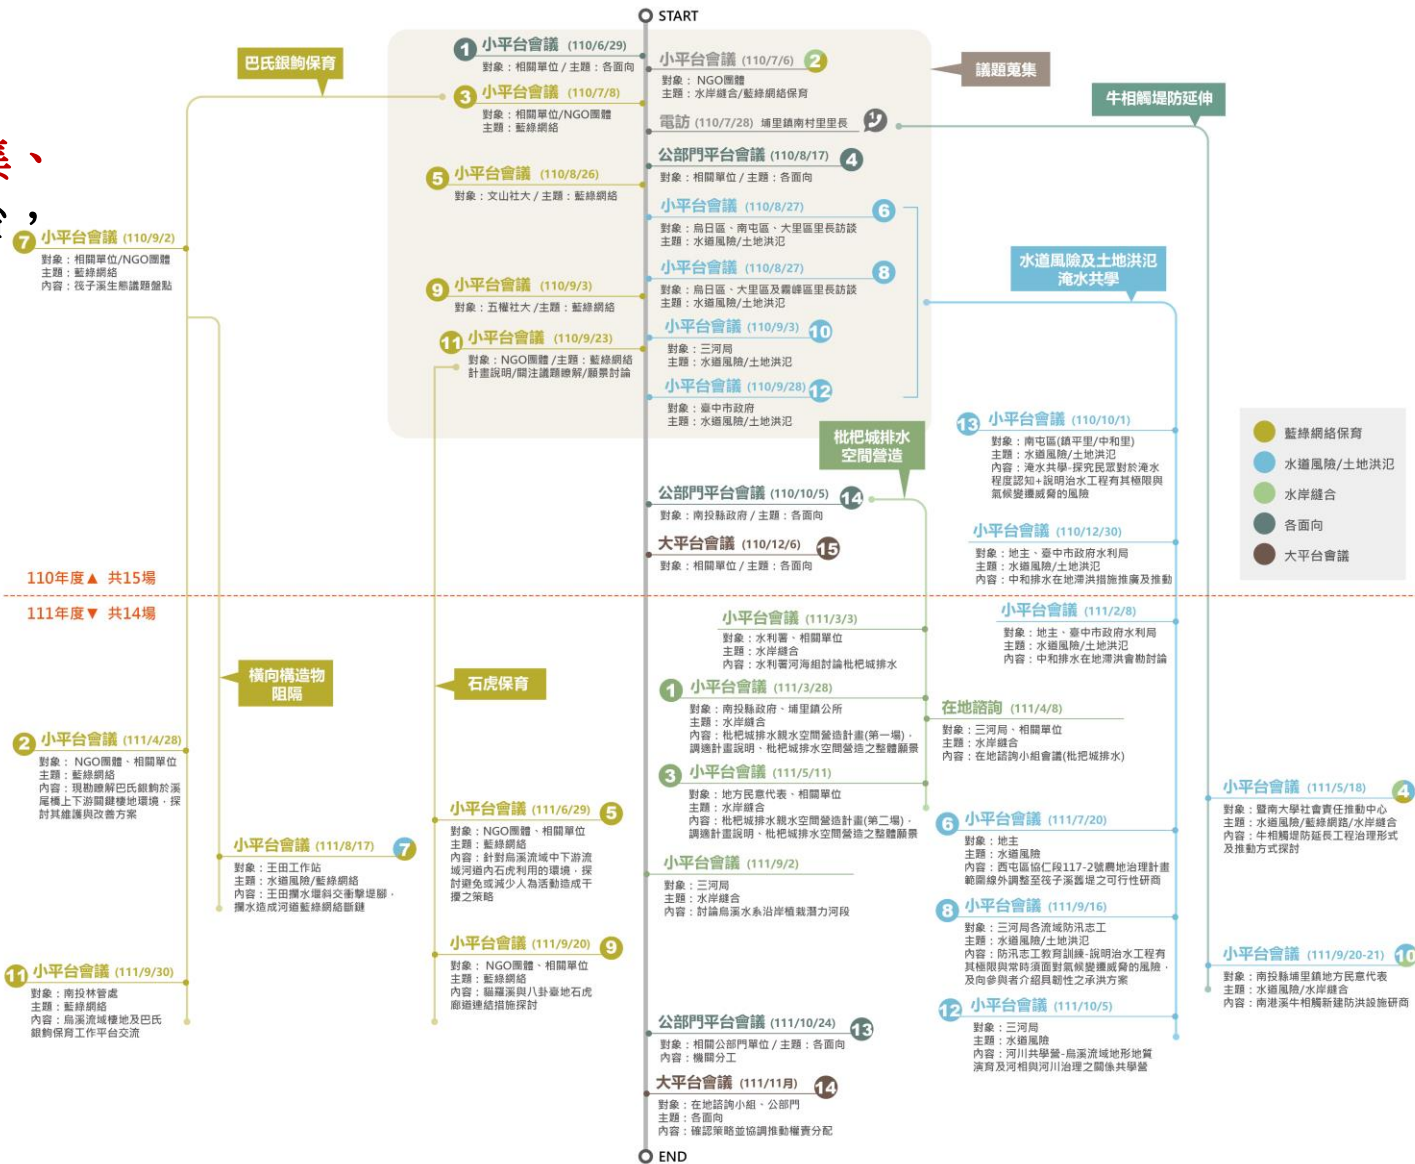 START
議題蒐集
1 小平台會議 (110/6/29)
對象：相關單位 / 主題：各面向
小平台會議 (110/7/6) 2
對象： NGO團體
主題：水岸縫合/藍綠網絡保育
巴氏銀鮈保育
3 小平台會議 (110/7/8)
對象：相關單位/NGO團體
主題：藍綠網絡
電訪 (110/7/28) 埔里鎮南村里里長
牛相觸堤防延伸
公部門平台會議 (110/8/17) 4
對象：相關單位 / 主題：各面向
集、
，
5 小平台會議 (110/8/26)
對象：文山社大 / 主題：藍綠網絡
小平台會議 (110/8/27) 6
對象：烏日區、南屯區、大里區里長訪談
主題：水道風險/土地洪氾
7 小平台會議 (110/9/2)
對象：相關單位/NGO團體
主題：藍綠網絡
內容：筏子溪生態議題盤點
小平台會議 (110/8/27) 8
對象：烏日區、大里區及霧峰區里長訪談
主題：水道風險/土地洪氾
水道風險及土地洪氾
淹水共學
9 小平台會議 (110/9/3)
對象：五權社大 /主題：藍綠網絡
小平台會議 (110/9/3) 10
對象：三河局
主題：水道風險/土地洪氾
11 小平台會議 (110/9/23)
對象：NGO團體 /主題：藍綠網絡
計畫說明/關注議題瞭解/願景討論
小平台會議 (110/9/28) 12
對象：臺中市政府
主題：水道風險/土地洪氾
13 小平台會議 (110/10/1)
對象：南屯區(鎮平里/中和里)
主題：水道風險/土地洪氾
內容：淹水共學-探究民眾對於淹水
程度認知+說明治水工程有其極限與
氣候變遷威脅的風險
藍綠網絡保育
水道風險/土地洪氾
水岸縫合
各面向
大平台會議
枇杷城排水
空間營造
公部門平台會議 (110/10/5) 14
對象：南投縣政府 / 主題：各面向
小平台會議 (110/12/30)
對象：地主、臺中市政府水利局
主題：水道風險/土地洪氾
內容：中和排水在地滯洪措施推廣及推動
大平台會議 (110/12/6) 15
對象：相關單位 / 主題：各面向
110年度▲ 共15場
111年度▼ 共14場
小平台會議 (111/3/3)
對象：水利署、相關單位
主題：水岸縫合
內容：水利署河海組討論枇杷城排水
小平台會議 (111/2/8)
對象：地主、臺中市政府水利局
主題：水道風險/土地洪氾
內容：中和排水在地滯洪會勘討論
橫向構造物
阻隔
石虎保育
1 小平台會議 (111/3/28)
對象：南投縣政府、埔里鎮公所
主題：水岸縫合
內容：枇杷城排水親水空間營造計畫(第一場)，
調適計畫說明、枇杷城排水空間營造之整體願景
在地諮詢 (111/4/8)
對象：三河局、相關單位
主題：水岸縫合
內容：在地諮詢小組會議(枇杷城排水)
2 小平台會議 (111/4/28)
對象： NGO團體、相關單位
主題：藍綠網絡
內容：現勘瞭解巴氏銀鮈於溪
尾橋上下游關鍵棲地環境，探
討其維護與改善方案
3 小平台會議 (111/5/11)
對象：地方民意代表、相關單位
主題：水岸縫合
內容：枇杷城排水親水空間營造計畫(第二場)，
調適計畫說明、枇杷城排水空間營造之整體願景
小平台會議 (111/5/18) 4
對象：暨南大學社會責任推動中心
主題：水道風險/藍綠網路/水岸縫合
內容：牛相觸堤防延長工程治理形式
及推動方式探討
小平台會議 (111/6/29) 5
對象：NGO團體、相關單位
主題：藍綠網絡
內容：針對烏溪流域中下游流
域河道內石虎利用的環境，探
討避免或減少人為活動造成干
擾之策略
6 小平台會議 (111/7/20)
對象：地主
主題：水道風險
內容：西屯區協仁段117-2號農地治理計畫
範圍線外調整至筏子溪舊堤之可行性研商
小平台會議 (111/8/17) 7
對象：王田工作站
主題：水道風險/藍綠網絡
內容：王田攔水堰斜交衝擊堤腳，
攔水造成河道藍綠網絡斷鏈
小平台會議 (111/9/2)
對象：三河局
主題：水岸縫合
內容：討論烏溪水系沿岸植栽潛力河段
8 小平台會議 (111/9/16)
對象：三河局各流域防汛志工
主題：水道風險/土地洪氾
內容：防汛志工教育訓練-說明治水工程有
其極限與常時須面對氣候變遷威脅的風險，
及向參與者介紹具韌性之承洪方案
小平台會議 (111/9/20) 9
對象： NGO團體、相關單位
主題：藍綠網絡
內容：貓羅溪與八卦臺地石虎
廊道連結措施探討
小平台會議 (111/9/20-21) 10
對象：南投縣埔里鎮地方民意代表
主題：水道風險/水岸縫合
內容：南港溪牛相觸新建防洪設施研商
11 小平台會議 (111/9/30)
對象：南投林管處
主題：藍綠網絡
內容：烏溪流域棲地及巴氏
銀鮈保育工作平台交流
12 小平台會議 (111/10/5)
對象：三河局
主題：水道風險
內容：河川共學營-烏溪流域地形地質
演育及河相與河川治理之關係共學營
公部門平台會議 (111/10/24) 13
對象：相關公部門單位 / 主題：各面向
內容：機關分工
大平台會議 (111/11月) 14
對象：在地諮詢小組、公部門
主題：各面向
內容：確認策略並協調推動權責分配
END